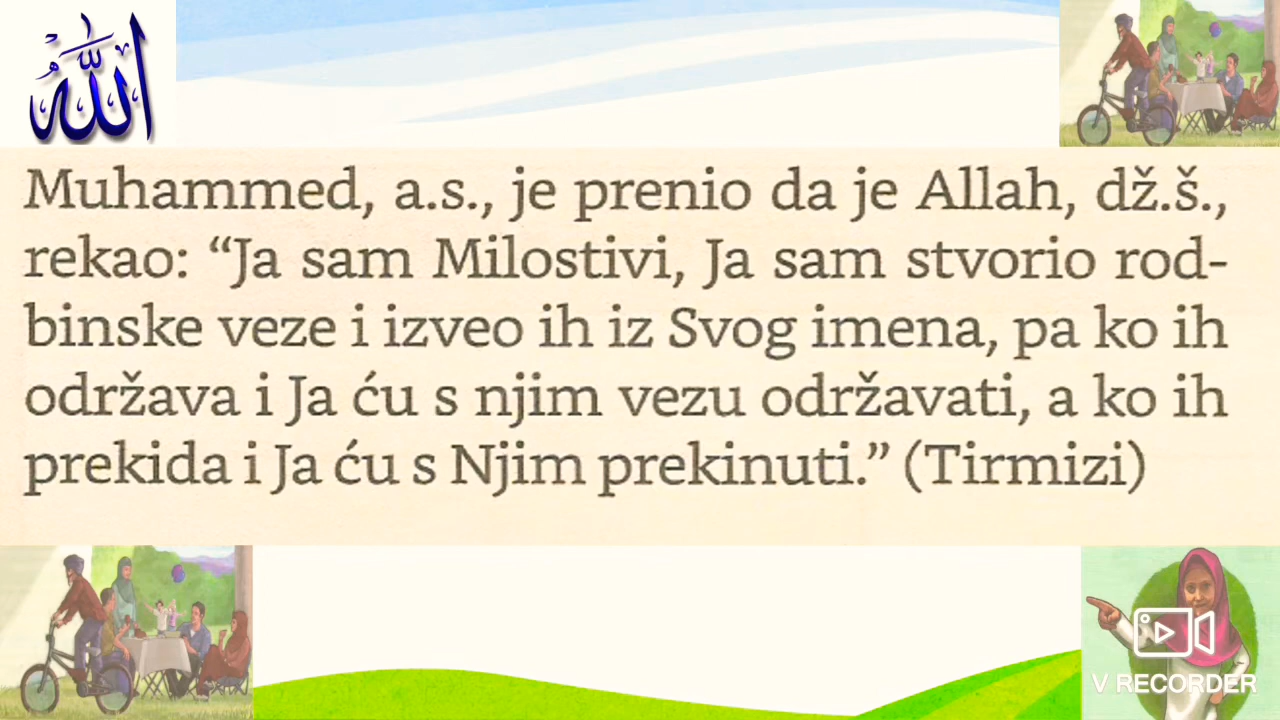 الله
Muhammed, a.s., je prenio da je Allah, dž.š.,
rekao: “Ja sam Milostivi, Ja sam stvorio rod-
binske veze i izveo ih iz Svog imena, pa ko ih
održava i Ja ću s njim vezu održavati, a ko ih
prekida i Ja ću s Njim prekinuti.” (Tirmizi)
V RECORDER